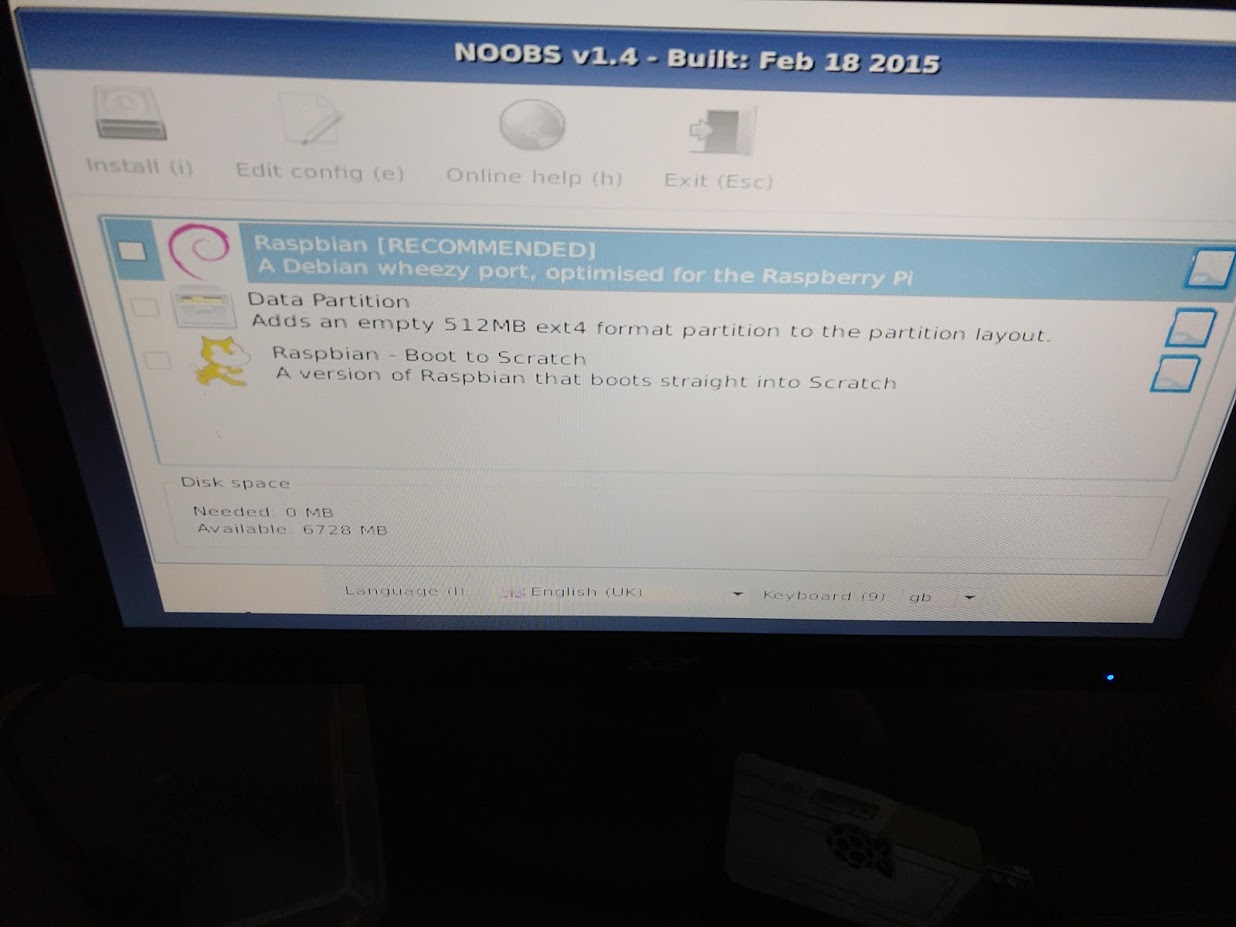 NOOBS v1.4 - Built: Feb 18 2015
Install (i) Edit config (e) Online help (h) Exit (Esc)
Raspbian [RECOMMENDED]
A Debian wheezy port, optimised for the Raspberry Pi
Data Partition
Adds an empty 512MB ext4 format partition to the partition layout.
Raspbian - Boot to Scratch
A version of Raspbian that boots straight into Scratch
Disk space
Needed: 0 MB
Available: 6728 MB
Language (l): English (UK) Keyboard (9): gb
acer